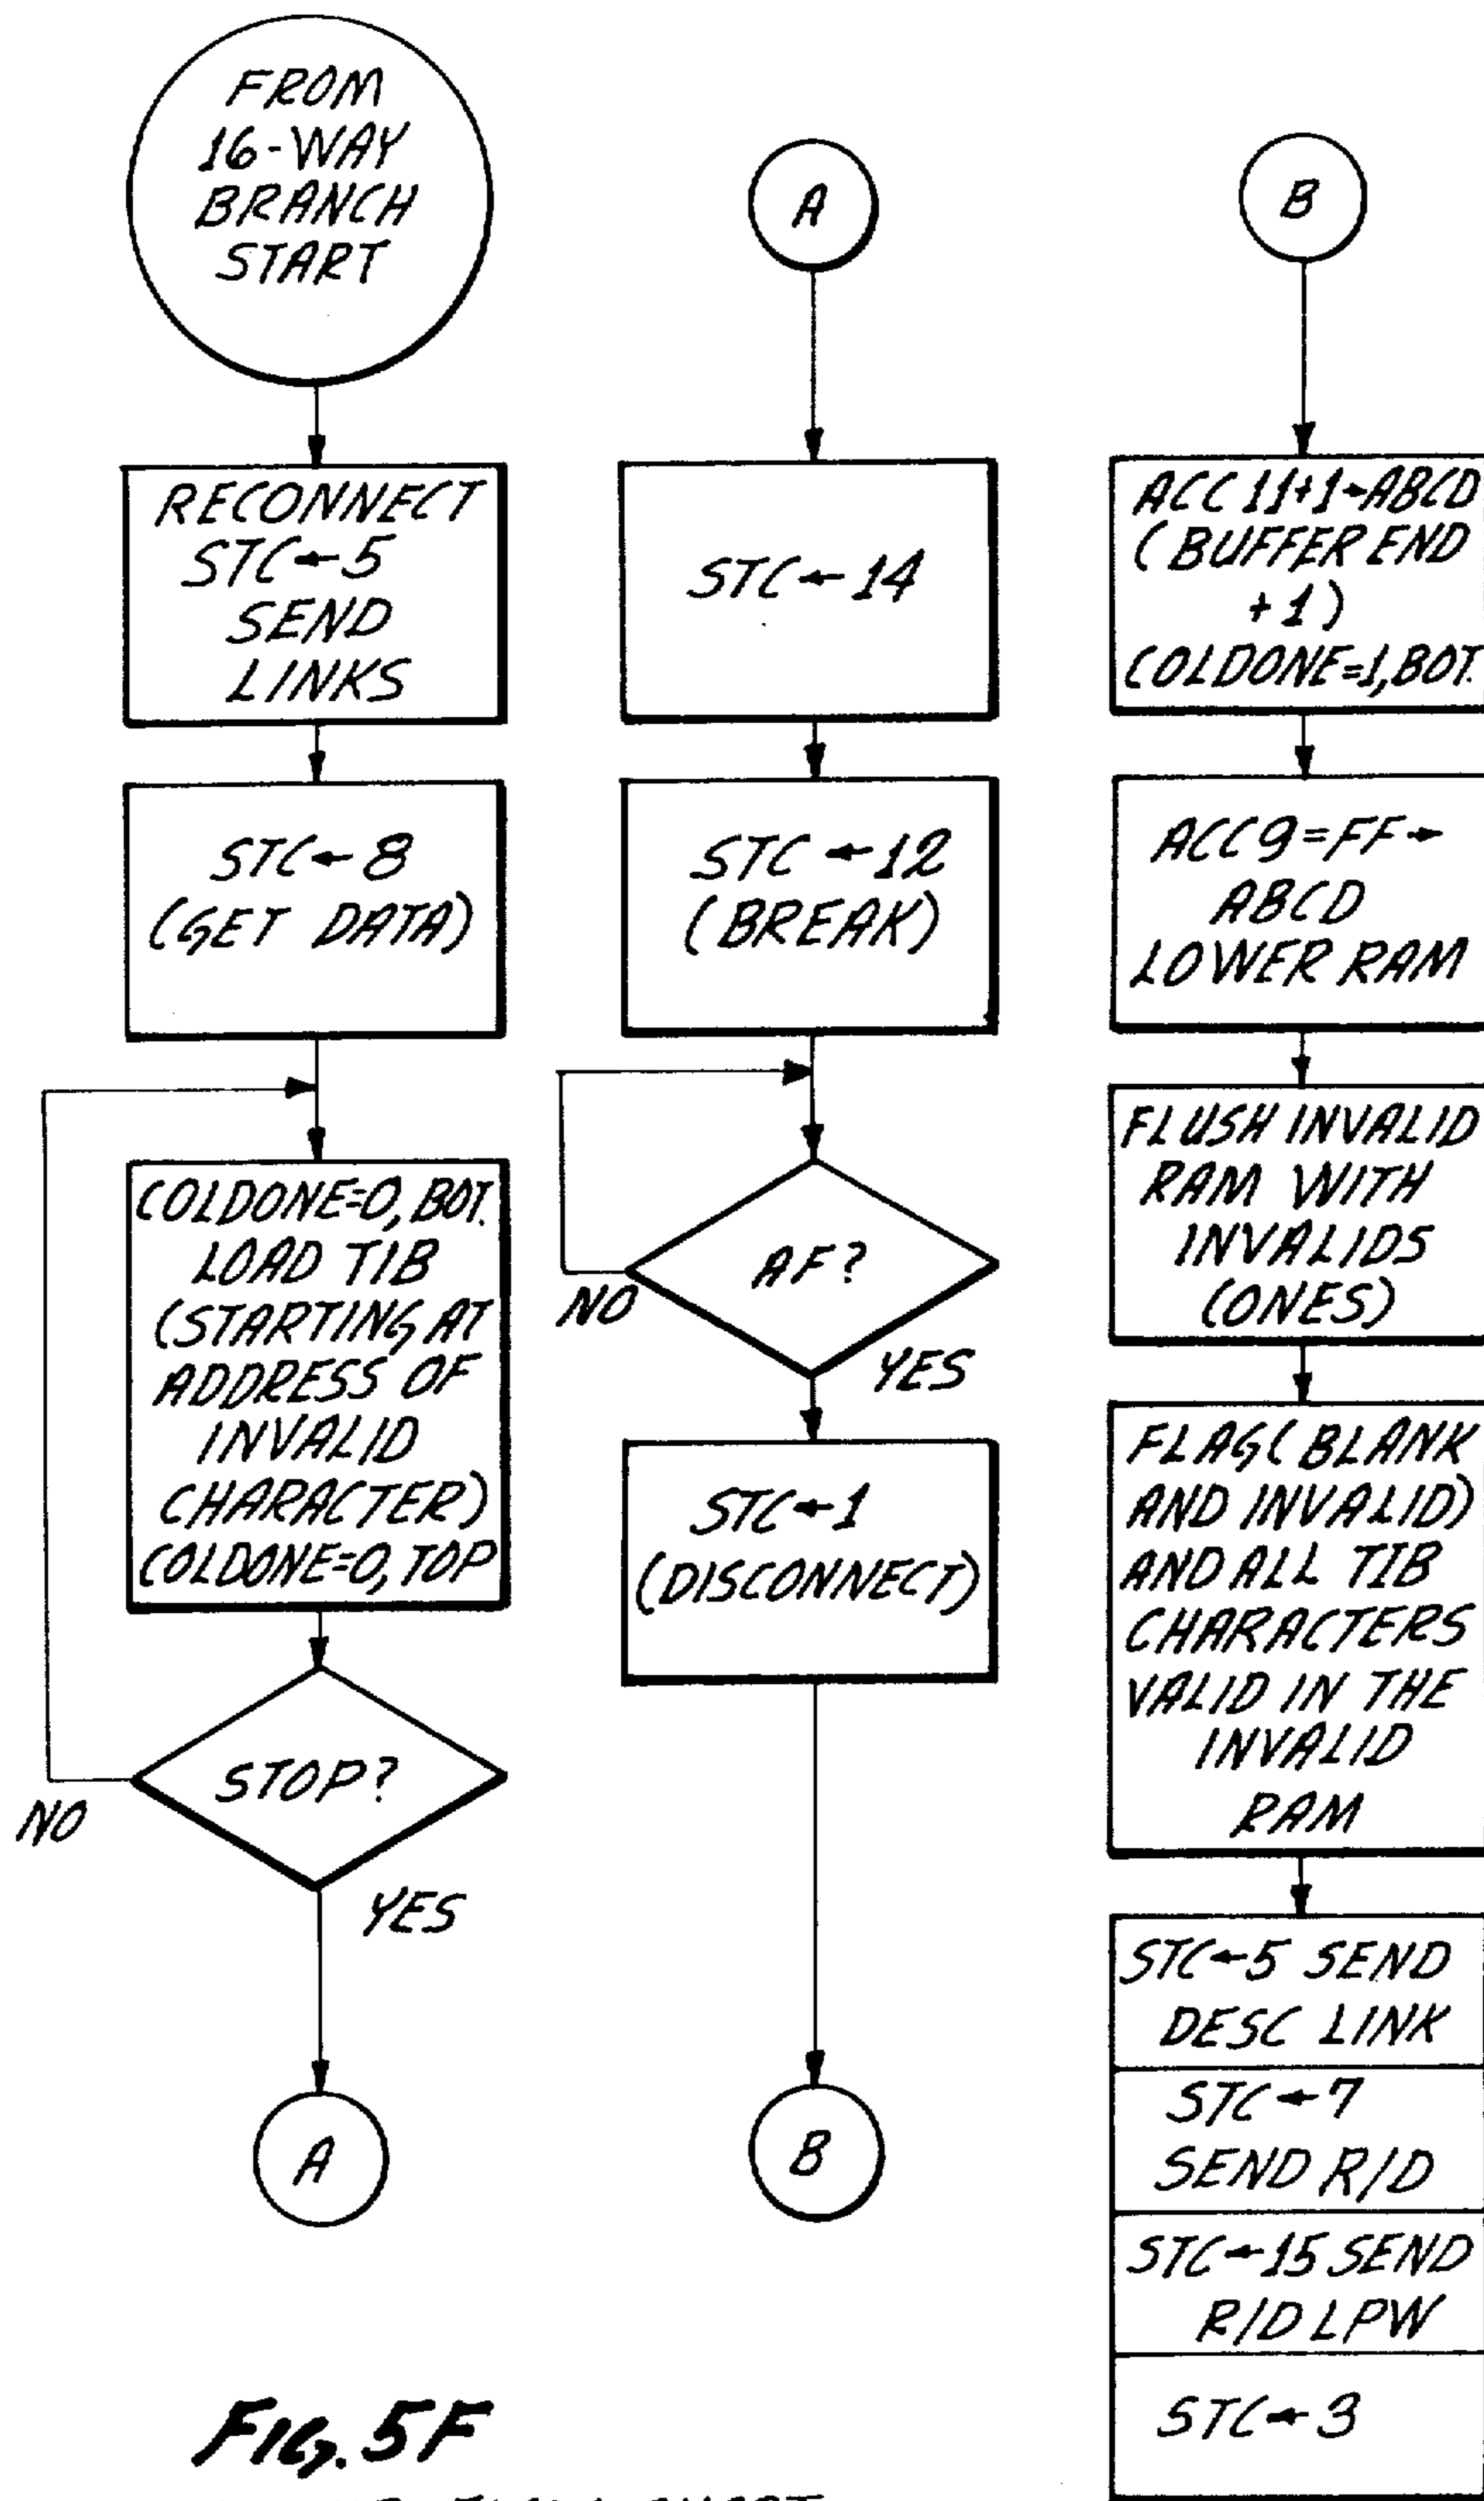 FROM
16-WAY
BRANCH
START
RECONNECT
STC←5
SEND
LINKS
STC←8
(GET DATA)
COLDONE=0, BOT.
LOAD TIB
(STARTING AT
ADDRESS OF
INVALID
CHARACTER)
COLDONE=0, TOP
STOP?
NO
YES
A
A
STC←14
STC←12
(BREAK)
AF?
NO
YES
STC←1
(DISCONNECT)
B
B
ACC11+1→ABCD
(BUFFER END
+1)
COLDONE=1, BOT.
ACC9=FF→
ABCD
LOWER RAM
FLUSH INVALID
RAM WITH
INVALIDS
(ONES)
FLAG(BLANK
AND INVALID)
AND ALL TIB
CHARACTERS
VALID IN THE
INVALID
RAM
STC←5 SEND
DESC LINK
STC←7
SEND R/D
STC←15 SEND
R/D LPW
STC←3
FIG. 5F